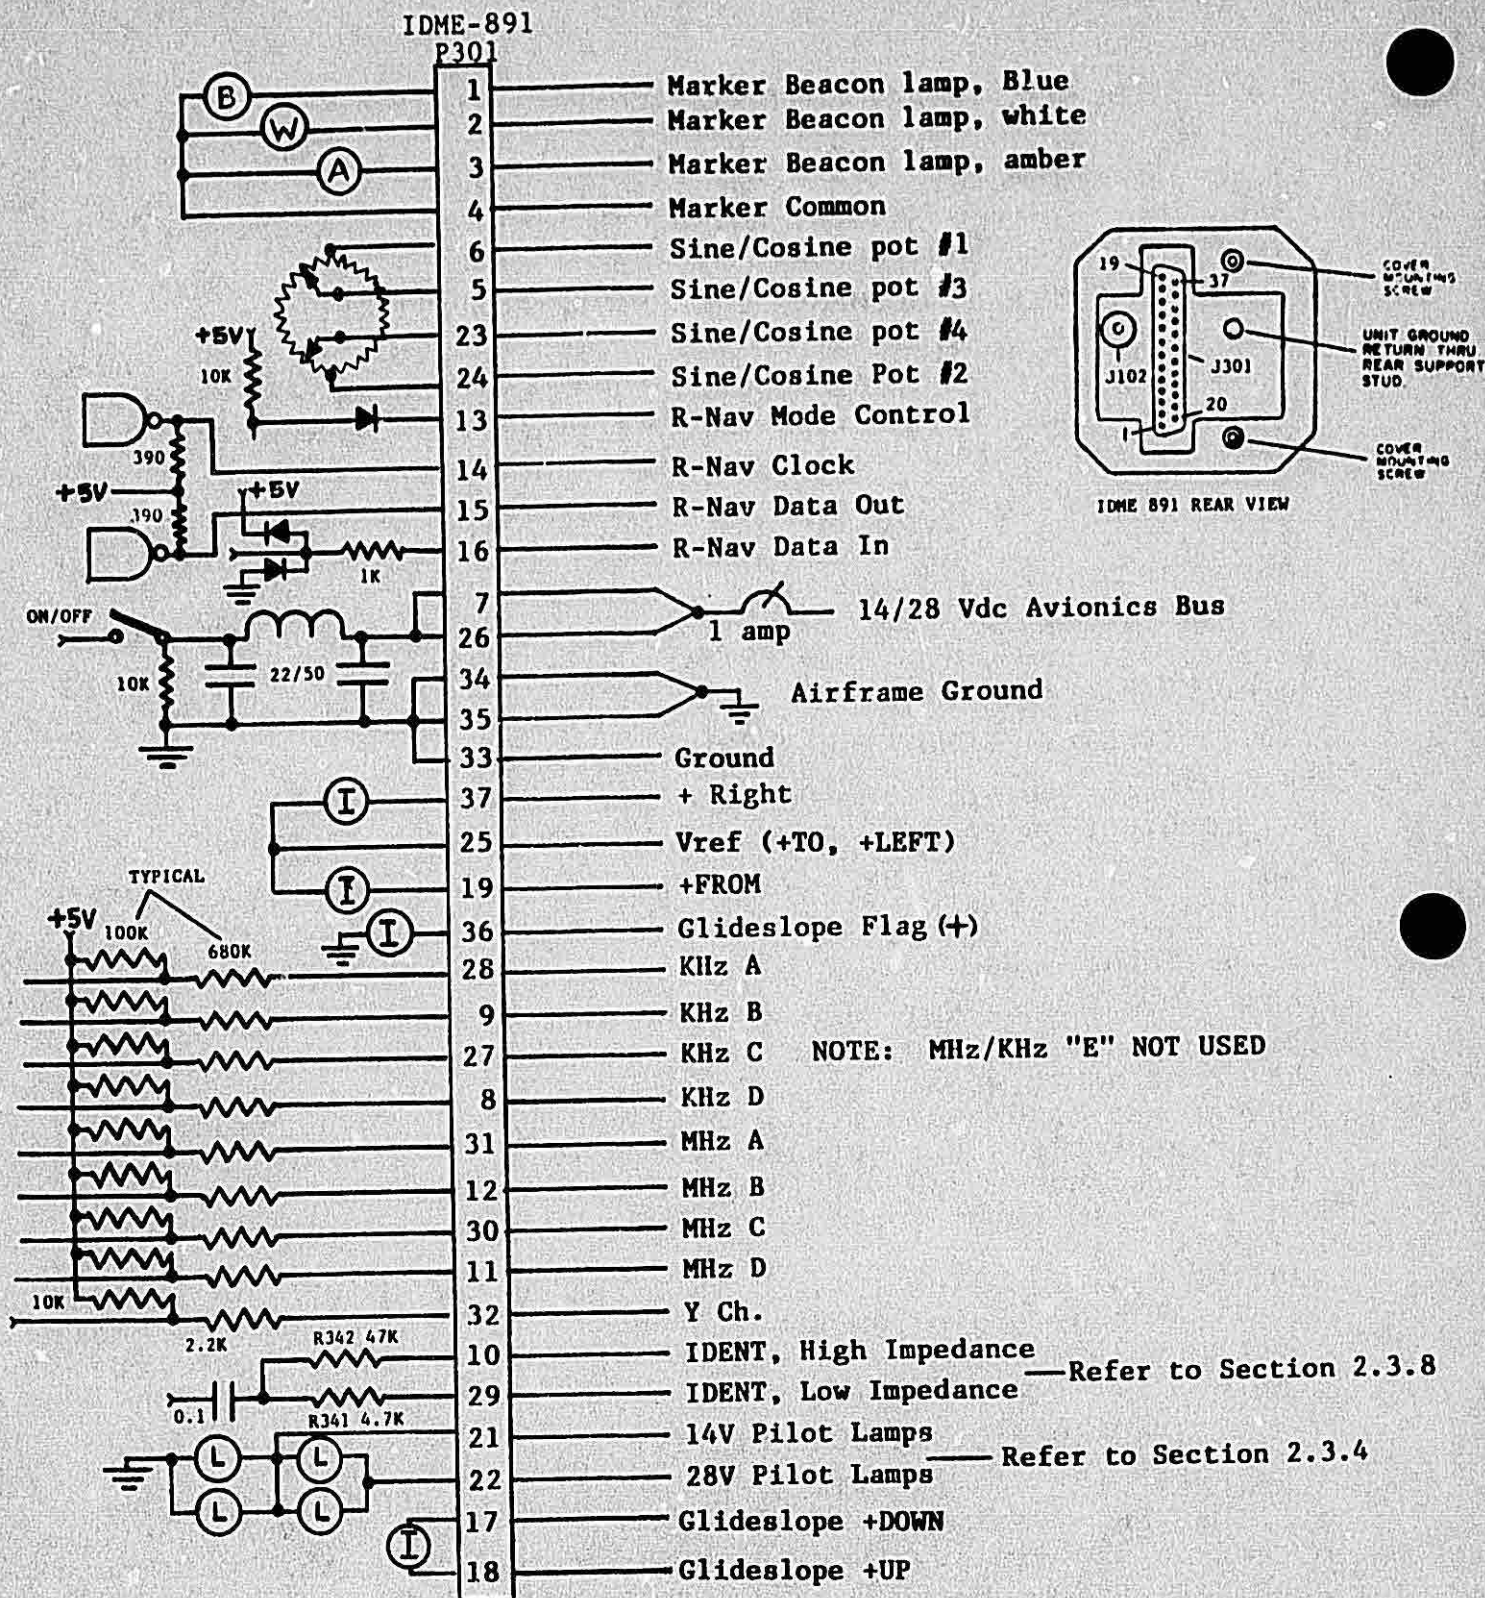 IDME-891
P301
B 1 Marker Beacon lamp, Blue
W 2 Marker Beacon lamp, white
A 3 Marker Beacon lamp, amber
4 Marker Common
6 Sine/Cosine pot #1
5 Sine/Cosine pot #3
+5V 23 Sine/Cosine pot #4
10K 24 Sine/Cosine Pot #2
13 R-Nav Mode Control
390 14 R-Nav Clock
+5V +5V 15 R-Nav Data Out
390 16 R-Nav Data In
1K
ON/OFF 7 14/28 Vdc Avionics Bus
26 1 amp
10K 22/50 34 Airframe Ground
35
33 Ground
I 37 + Right
25 Vref (+TO, +LEFT)
TYPICAL I 19 +FROM
+5V 100K 680K I 36 Glideslope Flag (+)
28 KHz A
9 KHz B
27 KHz C NOTE: MHz/KHz "E" NOT USED
8 KHz D
31 MHz A
12 MHz B
30 MHz C
11 MHz D
10K 32 Y Ch.
2.2K
R342 47K 10 IDENT, High Impedance
Refer to Section 2.3.8
0.1 R341 4.7K 29 IDENT, Low Impedance
21 14V Pilot Lamps
L L Refer to Section 2.3.4
22 28V Pilot Lamps
L L
17 Glideslope +DOWN
I
18 Glideslope +UP
19
37
COVER
MOUNTING
SCREW
UNIT GROUND
RETURN THRU
REAR SUPPORT
STUD.
J102
J301
20
1
COVER
MOUNTING
SCREW
IDME 891 REAR VIEW